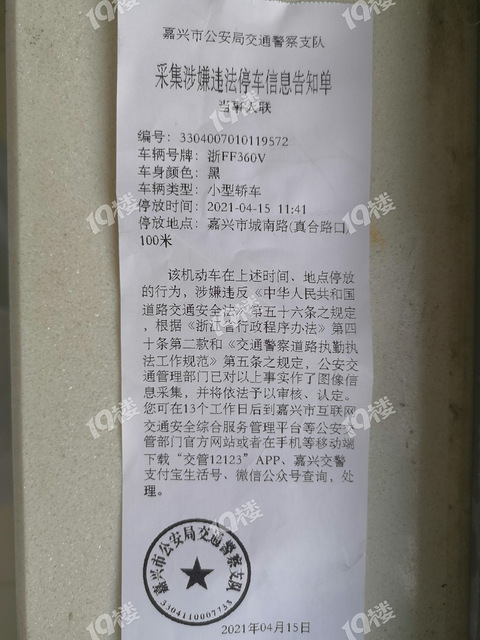 嘉兴市公安局交通警察支队
采集涉嫌违法停车信息告知单
当事人联
编号：3304007010119572
车辆号牌：浙FF360V
车身颜色：黑
车辆类型：小型轿车
停放时间：2021-04-15 11:41
停放地点：嘉兴市城南路(真合路口)
100米
该机动车在上述时间、地点停放
的行为，涉嫌违反《中华人民共和国
道路交通安全法》第五十六条之规定
，根据《浙江省行政程序办法》第四
十条第二款和《交通警察道路执勤执
法工作规范》第五条之规定，公安交
通管理部门已对以上事实作了图像信
息采集，并将依法予以审核、认定。
您可在13个工作日后到嘉兴市互联网
交通安全综合服务管理平台等公安交
管部门官方网站或者在手机等移动端
下载“交管12123”APP、嘉兴交警
支付宝生活号、微信公众号查询，处
理。
嘉兴市公安局交通警察支队
3304110007733
2021年04月15日
19楼